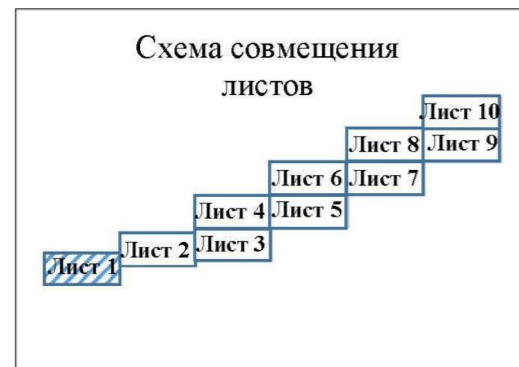 Схема совмещения
листов
Лист 10
Лист 8 Лист 9
Лист 6 Лист 7
Лист 4 Лист 5
Лист 2 Лист 3
Лист 1